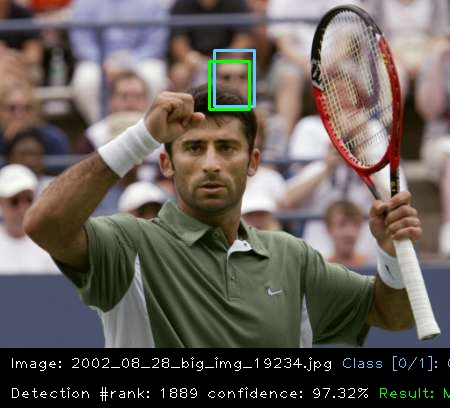 Image: 2002_08_28_big_img_19234.jpg Class [0/1]:
Detection #rank: 1889 confidence: 97.32% Result: